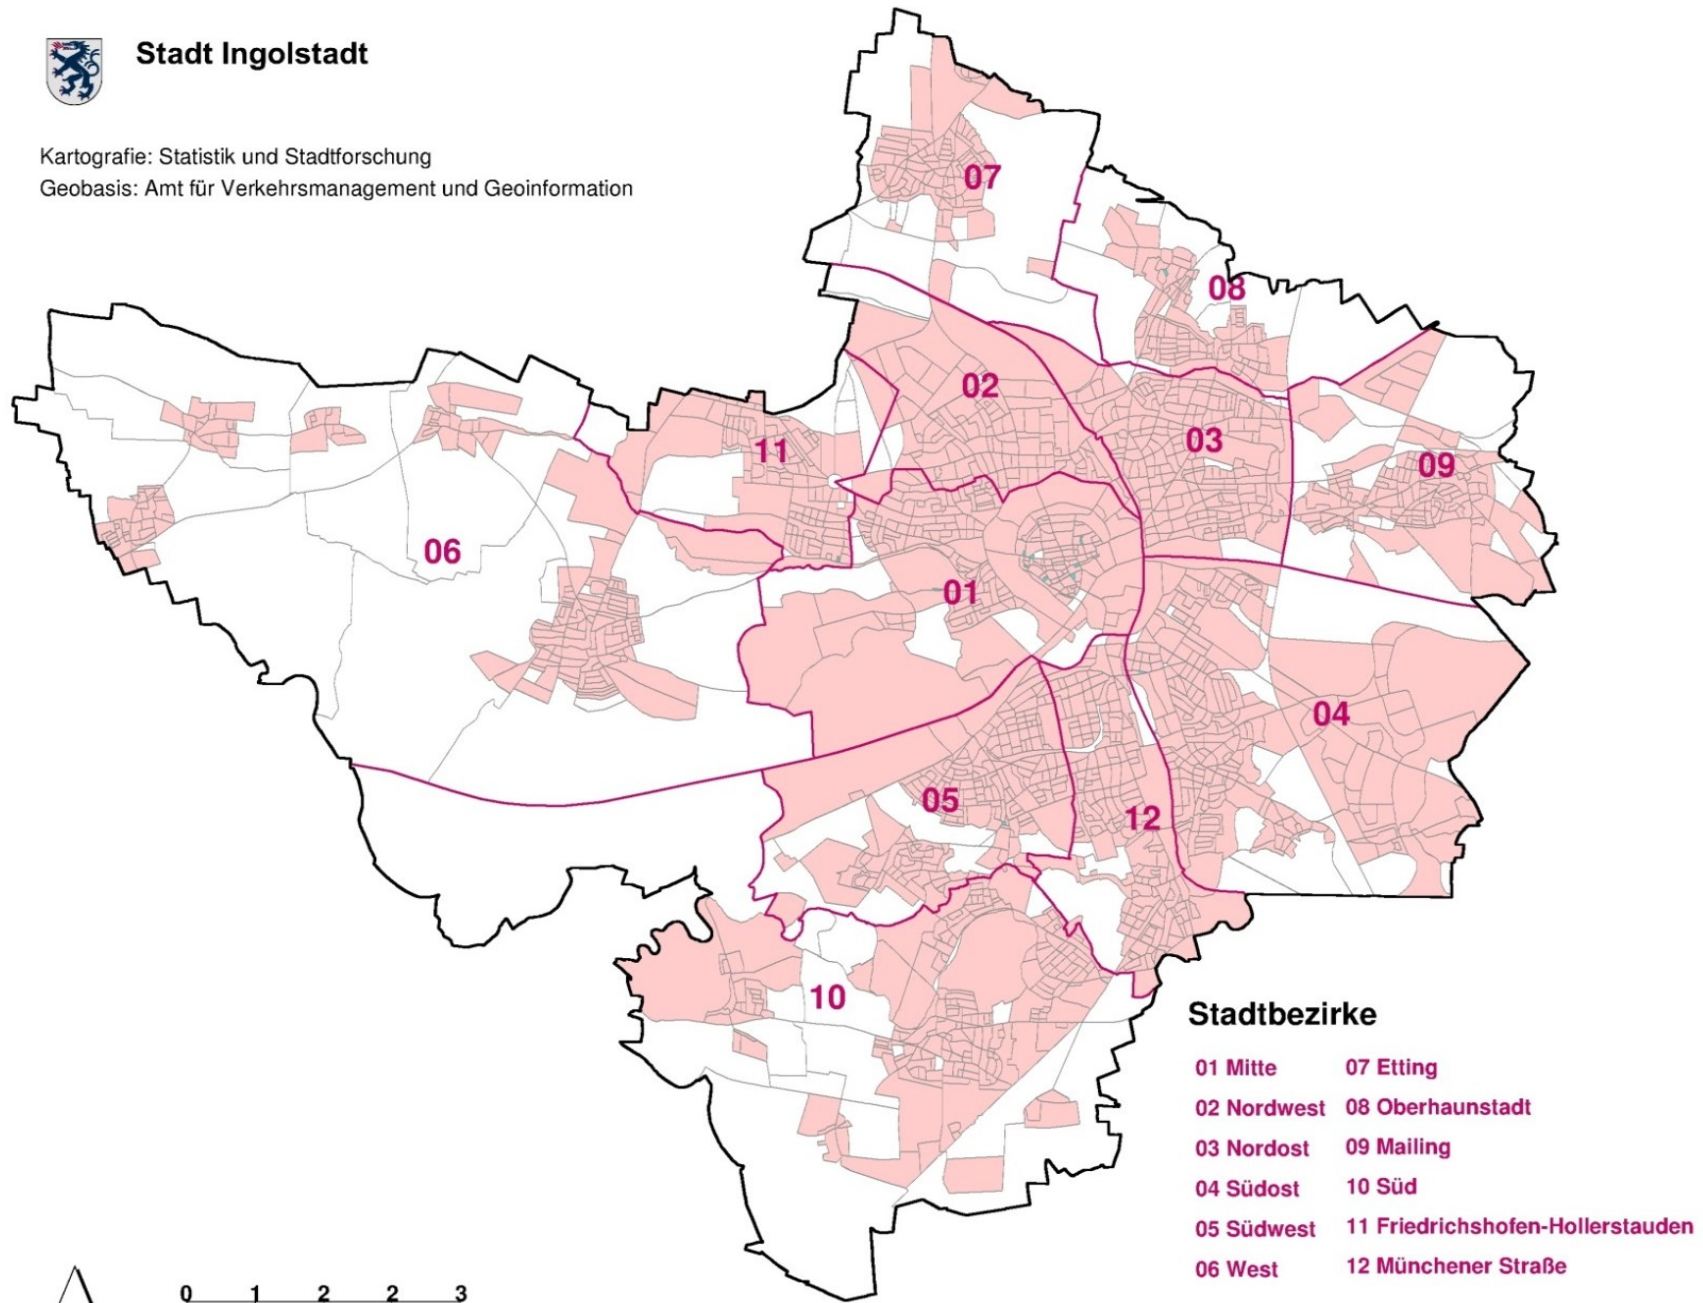 Stadt Ingolstadt
Kartografie: Statistik und Stadtforschung
Geobasis: Amt für Verkehrsmanagement und Geoinformation
07
08
02
03
11
09
06
01
04
05
12
10
Stadtbezirke
01 Mitte
02 Nordwest
03 Nordost
04 Südost
05 Südwest
06 West
07 Etting
08 Oberhaunstadt
09 Mailing
10 Süd
11 Friedrichshofen-Hollerstauden
12 Münchener Straße
0 1 2 2 3